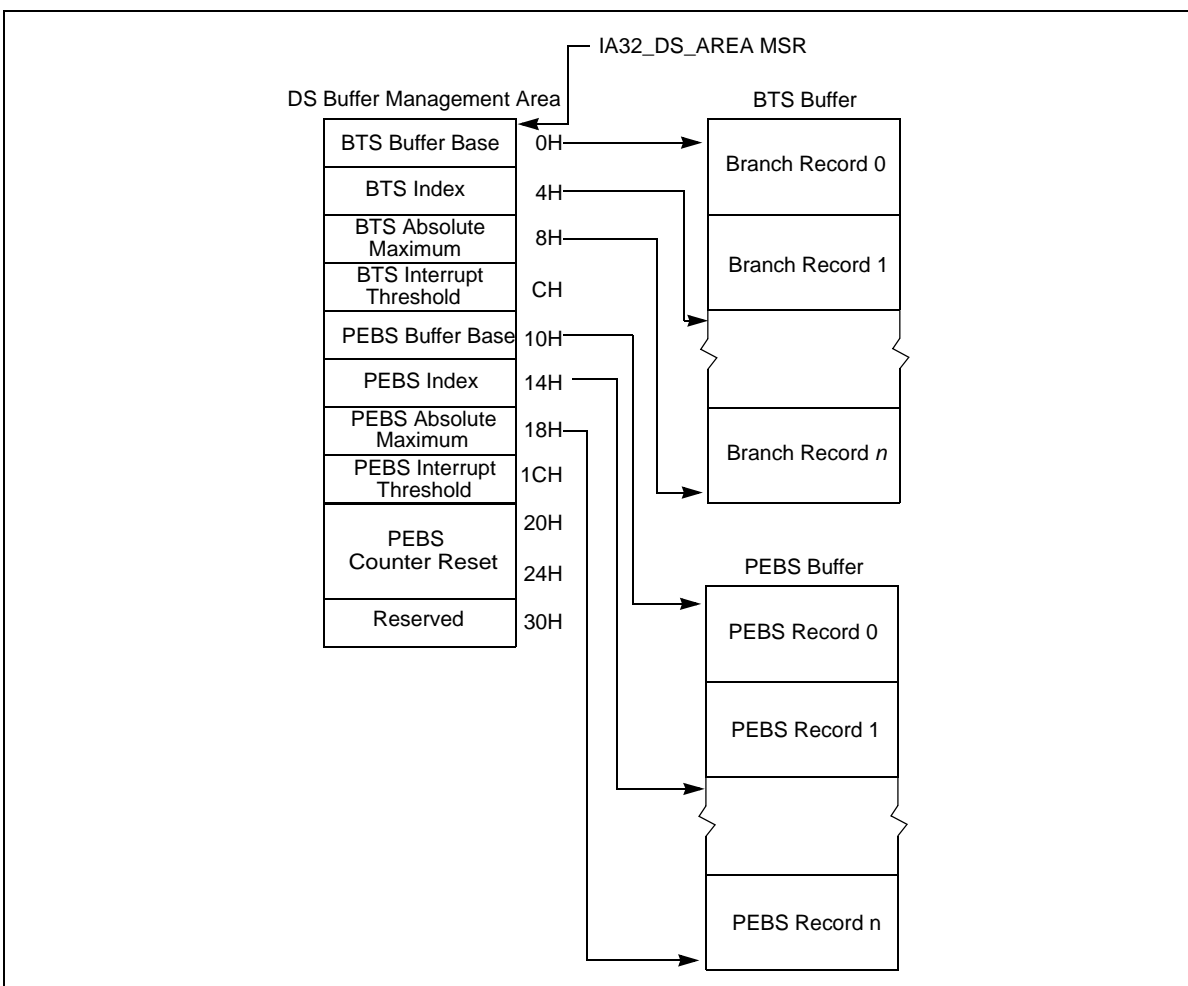 IA32_DS_AREA MSR
DS Buffer Management Area
BTS Buffer Base 0H
BTS Index 4H
BTS Absolute
Maximum 8H
BTS Interrupt
Threshold CH
PEBS Buffer Base 10H
PEBS Index 14H
PEBS Absolute
Maximum 18H
PEBS Interrupt
Threshold 1CH
20H
PEBS
Counter Reset
24H
Reserved 30H
BTS Buffer
Branch Record 0
Branch Record 1
Branch Record n
PEBS Buffer
PEBS Record 0
PEBS Record 1
PEBS Record n